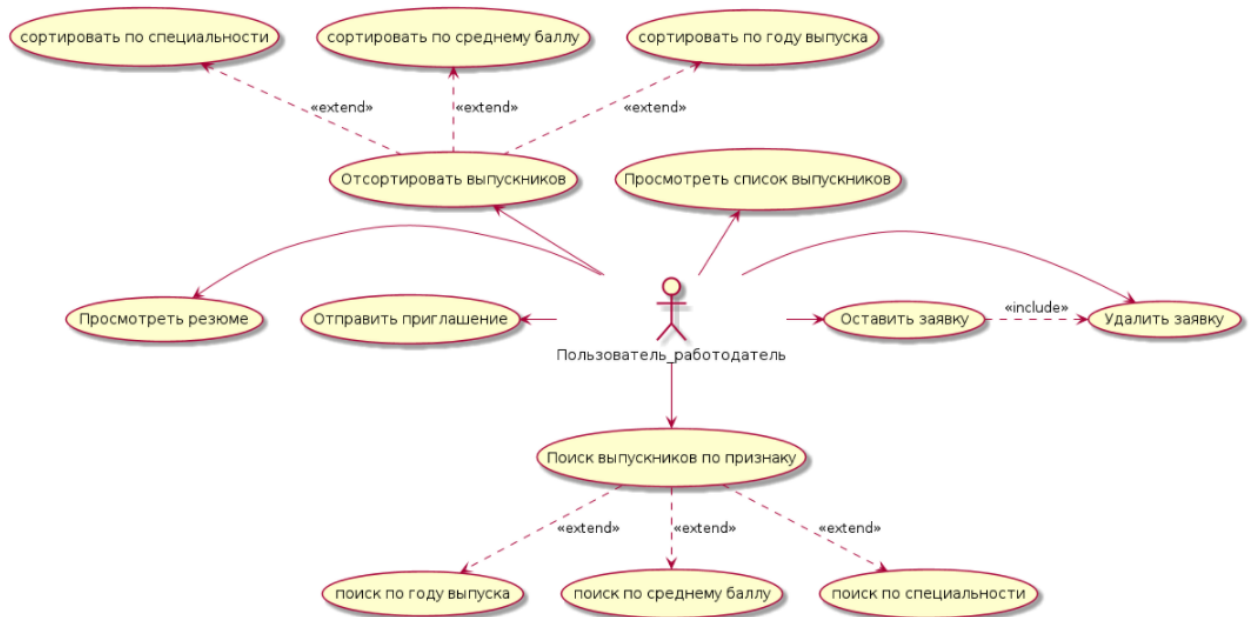 сортировать по специальности
сортировать по среднему баллу
сортировать по году выпуска
«extend»
«extend»
«extend»
Отсортировать выпускников
Просмотреть список выпускников
Просмотреть резюме
Отправить приглашение
Оставить заявку
«include»
Удалить заявку
Пользователь_работодатель
Поиск выпускников по признаку
«extend»
«extend»
«extend»
поиск по году выпуска
поиск по среднему баллу
поиск по специальности